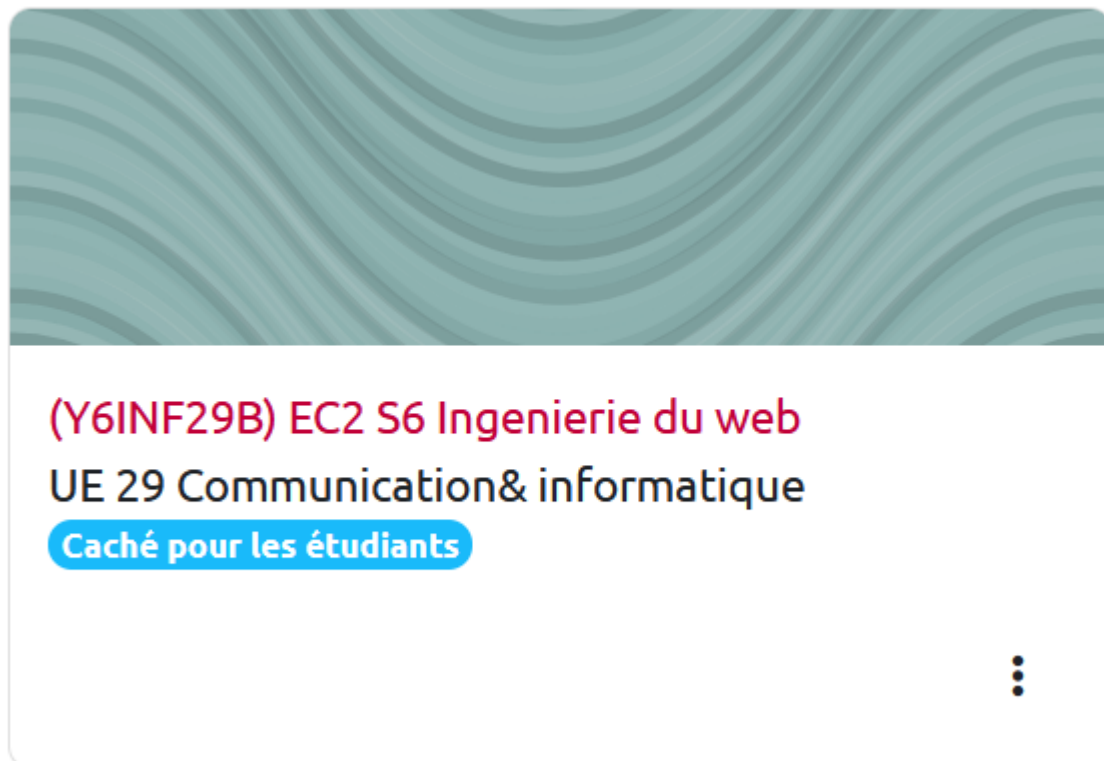 (Y6INF29B) EC2 S6 Ingenierie du web
UE 29 Communication& informatique
Caché pour les étudiants